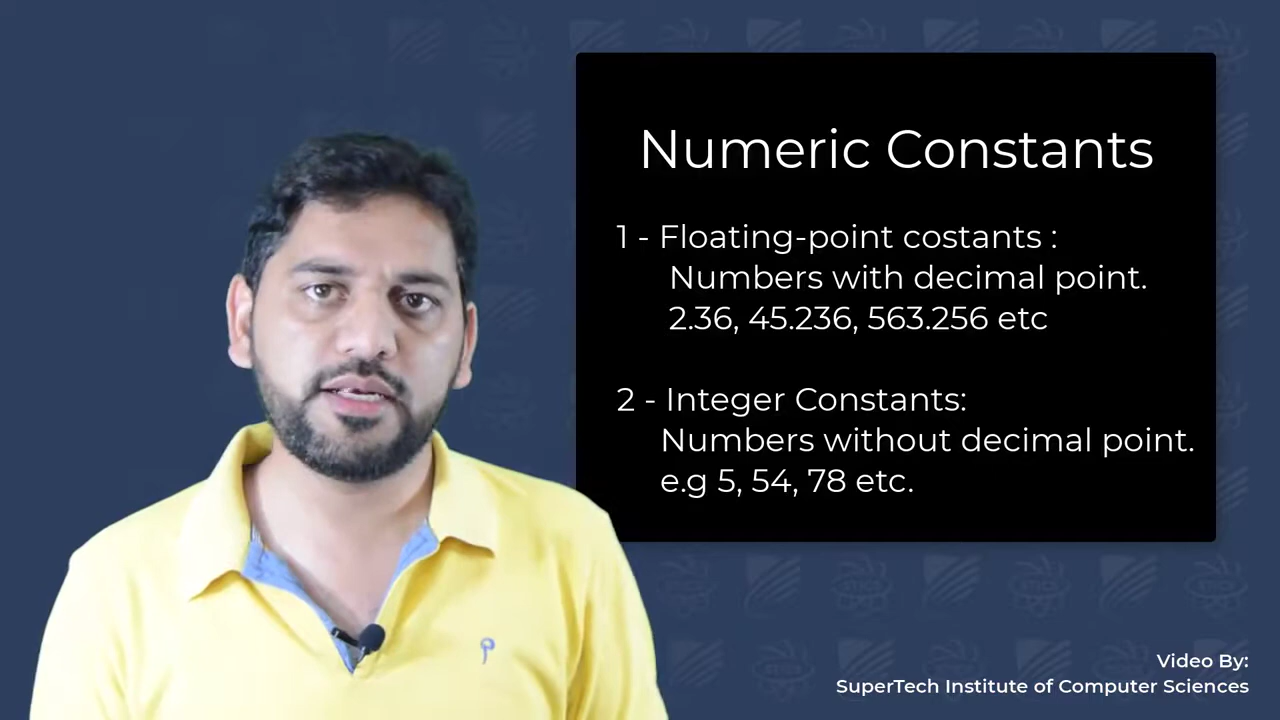 Numeric Constants
1 - Floating-point costants :
Numbers with decimal point.
2.36, 45.236, 563.256 etc
2 - Integer Constants:
Numbers without decimal point.
e.g 5, 54, 78 etc.
Video By:
SuperTech Institute of Computer Sciences